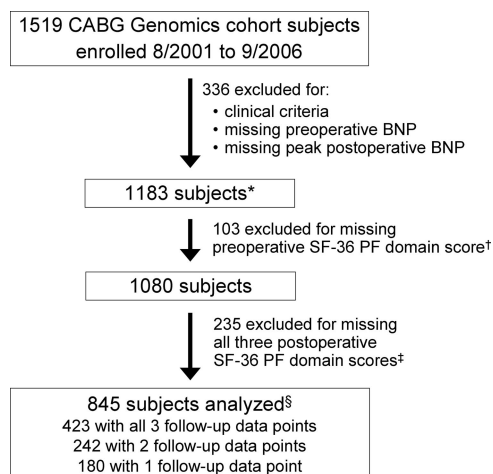 1519 CABG Genomics cohort subjects
enrolled 8/2001 to 9/2006
336 excluded for:
• clinical criteria
• missing preoperative BNP
• missing peak postoperative BNP
1183 subjects*
103 excluded for missing
preoperative SF-36 PF domain score†
1080 subjects
235 excluded for missing
all three postoperative
SF-36 PF domain scores‡
845 subjects analyzed§
423 with all 3 follow-up data points
242 with 2 follow-up data points
180 with 1 follow-up data point